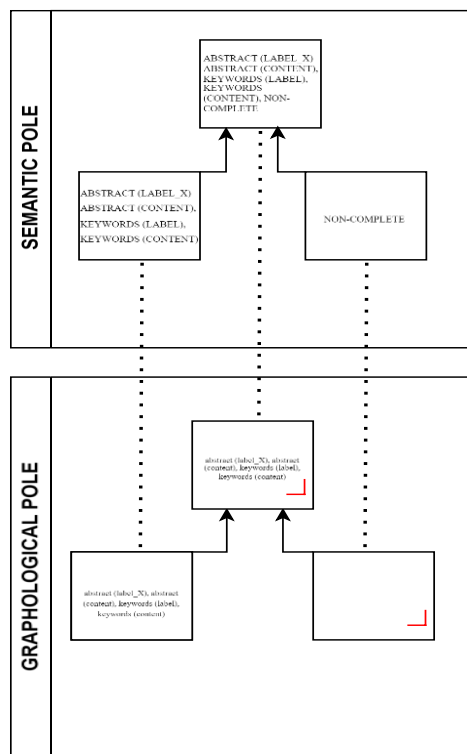 SEMANTIC POLE
ABSTRACT (LABEL_X)
ABSTRACT (CONTENT),
KEYWORDS (LABEL),
KEYWORDS
(CONTENT), NON-
COMPLETE
ABSTRACT (LABEL_X)
ABSTRACT (CONTENT),
KEYWORDS (LABEL),
KEYWORDS (CONTENT)
NON-COMPLETE
GRAPHOLOGICAL POLE
abstract (label_X), abstract
(content), keywords (label),
keywords (content)
abstract (label_X), abstract
(content), keywords (label),
keywords (content)